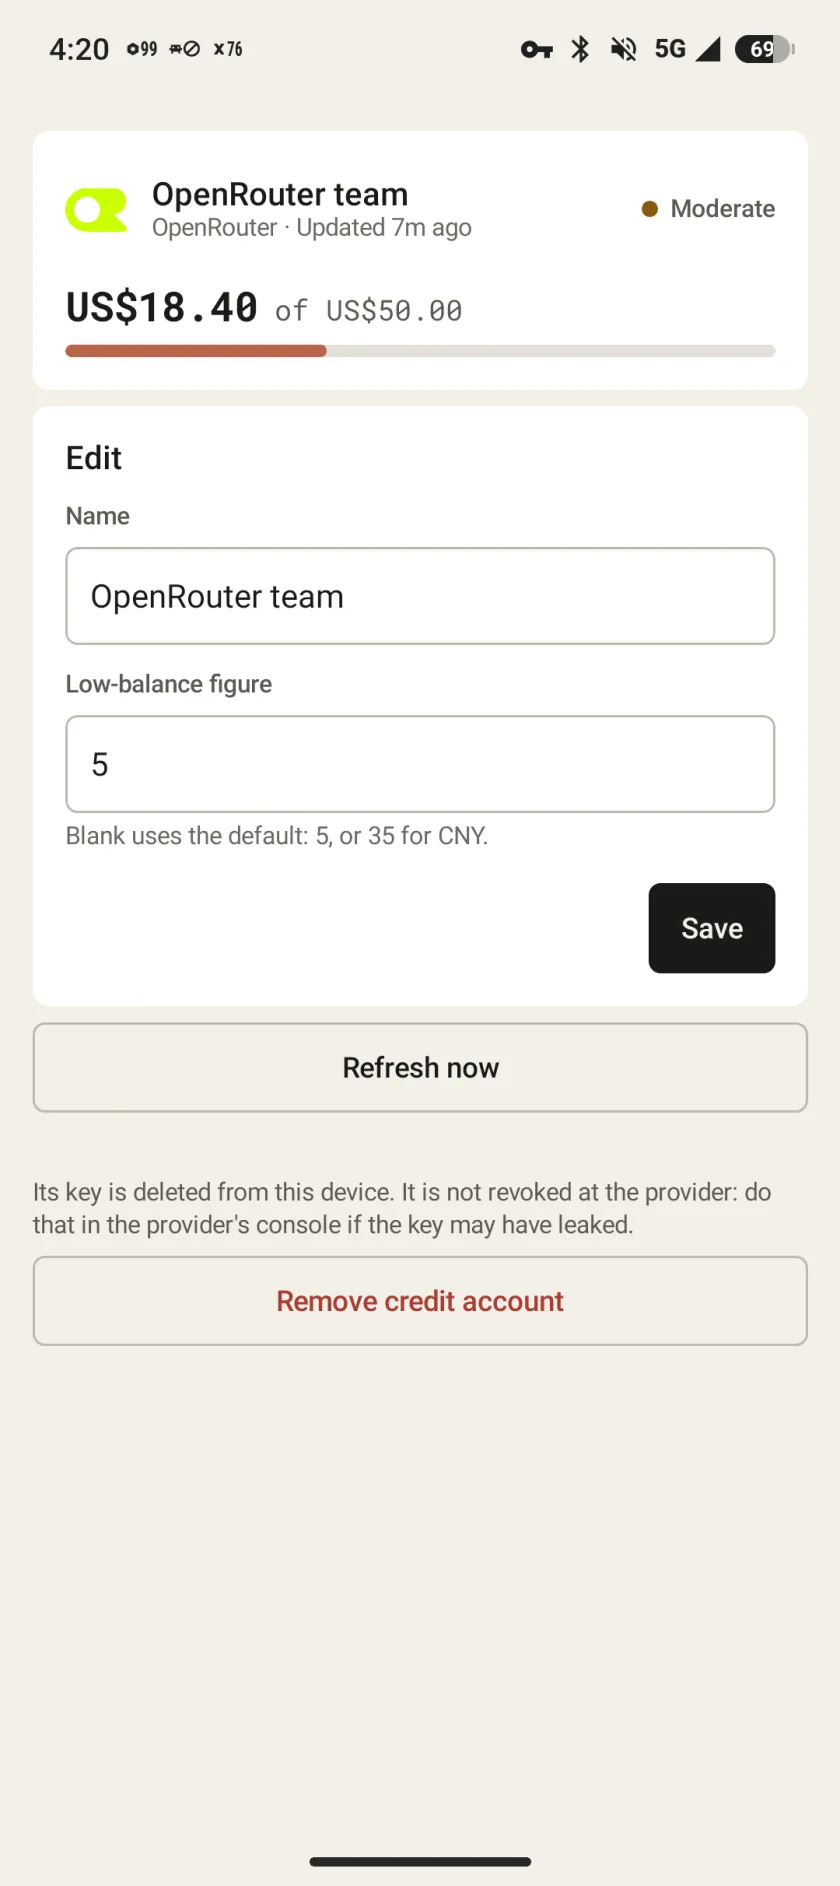 4:20 99 x76 5G 69
OpenRouter team
OpenRouter · Updated 7m ago
Moderate
US$18.40 of US$50.00
Edit
Name
OpenRouter team
Low-balance figure
5
Blank uses the default: 5, or 35 for CNY.
Save
Refresh now
Its key is deleted from this device. It is not revoked at the provider: do
that in the provider's console if the key may have leaked.
Remove credit account